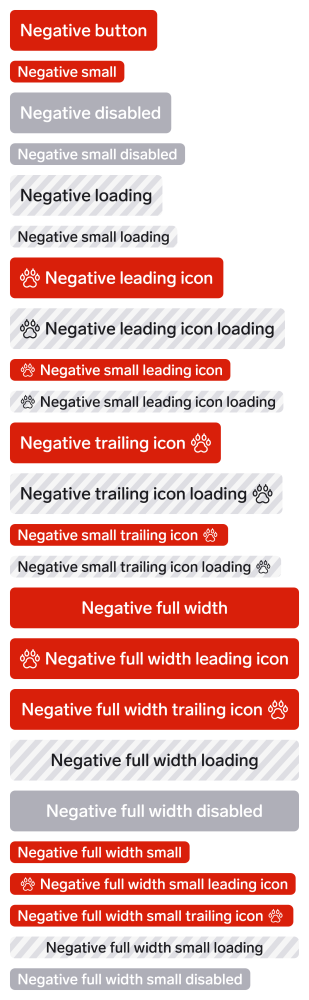 Negative button
Negative small
Negative disabled
Negative small disabled
Negative loading
Negative small loading
Negative leading icon
Negative leading icon loading
Negative small leading icon
Negative small leading icon loading
Negative trailing icon
Negative trailing icon loading
Negative small trailing icon
Negative small trailing icon loading
Negative full width
Negative full width leading icon
Negative full width trailing icon
Negative full width loading
Negative full width disabled
Negative full width small
Negative full width small leading icon
Negative full width small trailing icon
Negative full width small loading
Negative full width small disabled